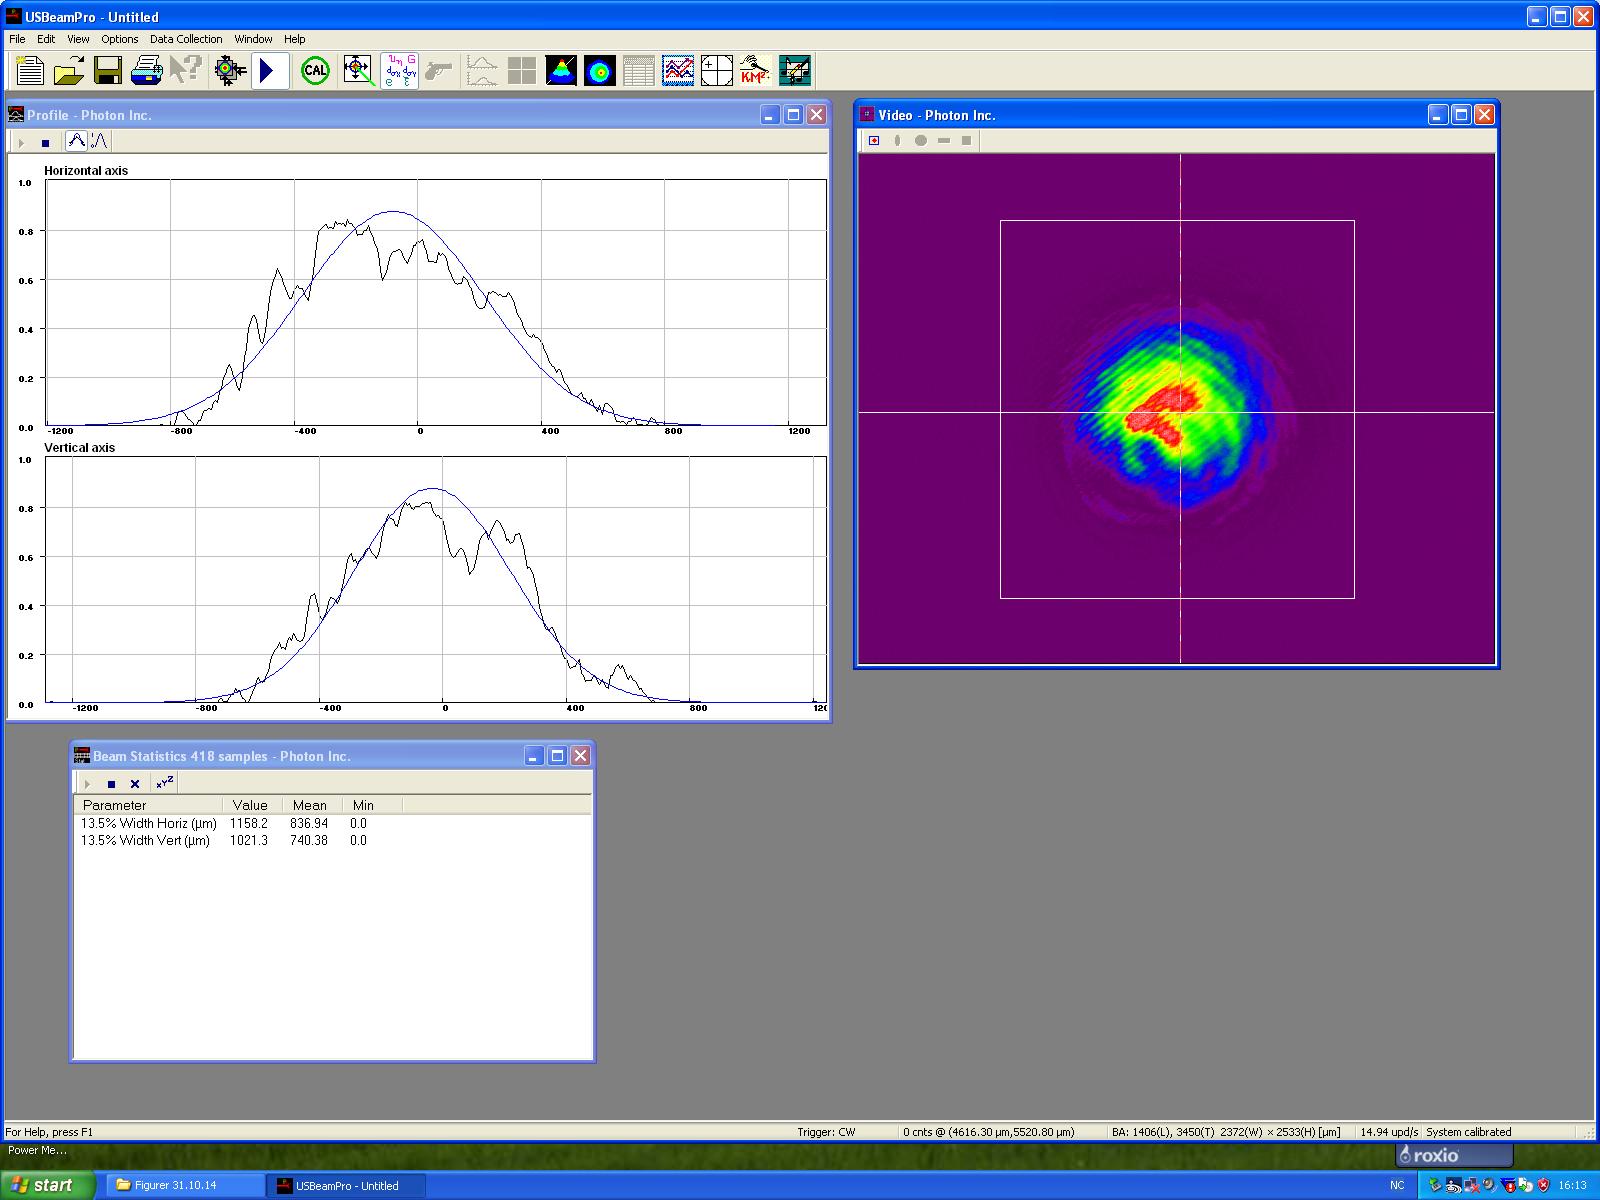 USBeamPro - Untitled
File Edit View Options Data Collection Window Help
CAL
KM²
Profile - Photon Inc.
Horizontal axis
1.0
0.8
0.6
0.4
0.2
0.0
-1200 -800 -400 0 400 800 1200
Vertical axis
1.0
0.8
0.6
0.4
0.2
0.0
-1200 -800 -400 0 400 800
Video - Photon Inc.
Beam Statistics 418 samples - Photon Inc.
XYZ
Parameter Value Mean Min
13.5% Width Horiz (µm) 1158.2 836.94 0.0
13.5% Width Vert (µm) 1021.3 740.38 0.0
For Help, press F1 Trigger: CW 0 cnts @ (4616.30 µm,5520.80 µm) BA: 1406(L), 3450(T) 2372(W) × 2533(H) [µm] 14.94 upd/s System calibrated
Power Me...
roxio
start Figurer 31.10.14 USBeamPro - Untitled NC 16:13